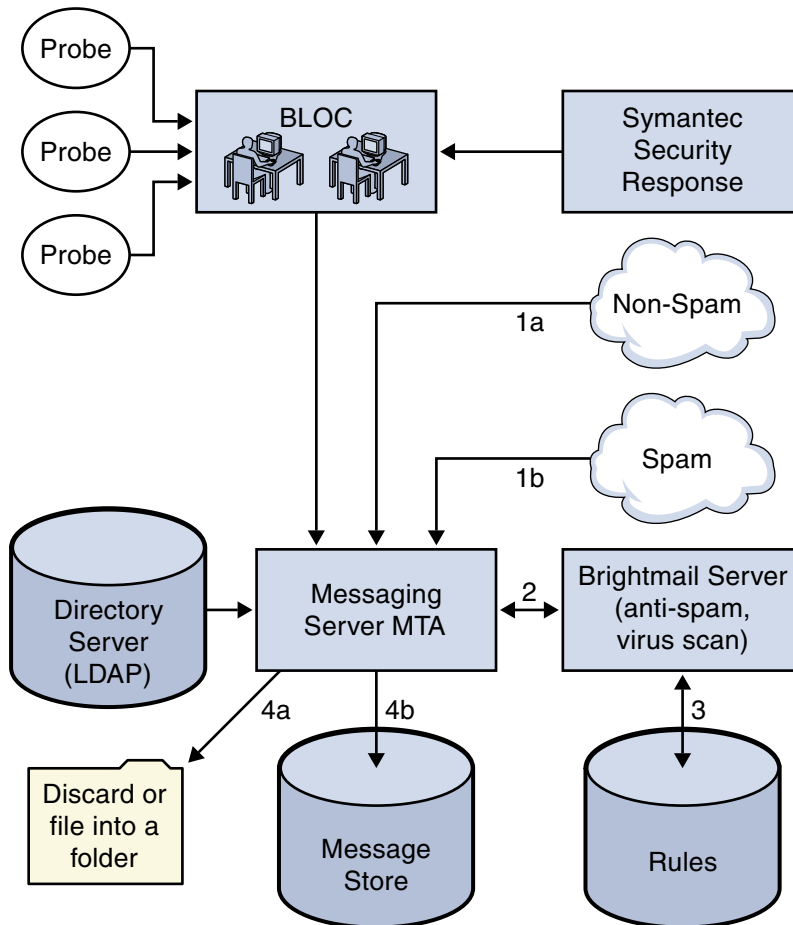 Probe
BLOC
Symantec
Security
Response
Probe
Probe
Non-Spam
1a
Spam
1b
Directory
Server
(LDAP)
Messaging
Server MTA
2
Brightmail Server
(anti-spam,
virus scan)
4a
4b
3
Discard or
file into a
folder
Message
Store
Rules